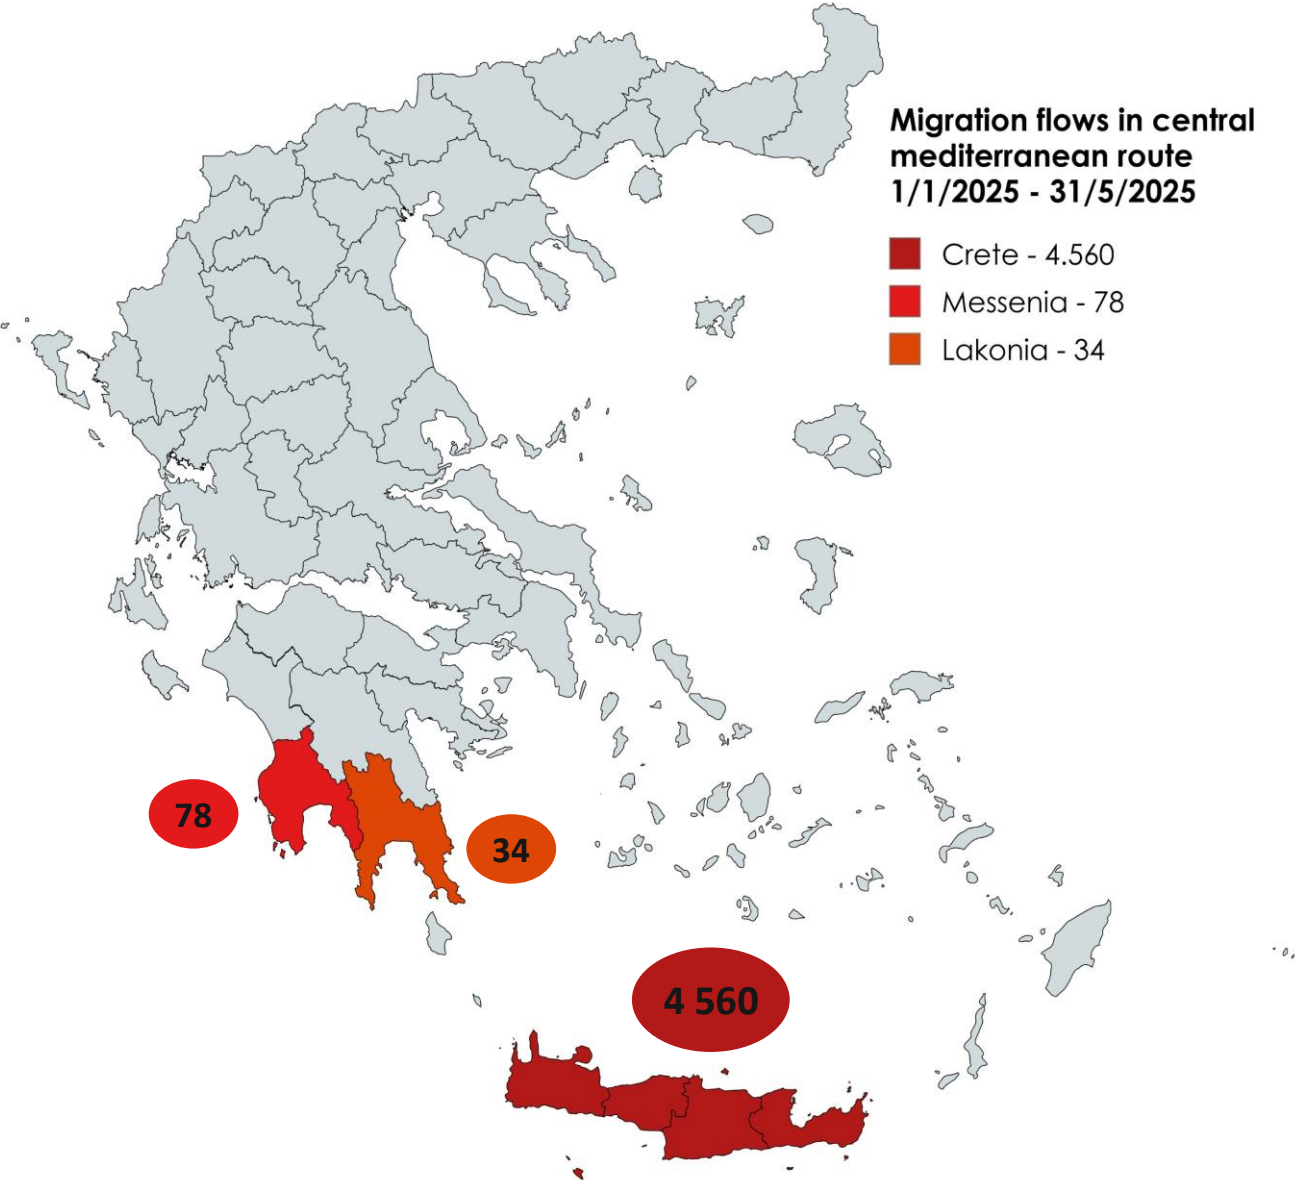 Migration flows in central
mediterranean route
1/1/2025 - 31/5/2025
Crete - 4.560
Messenia - 78
Lakonia - 34
78
34
4 560